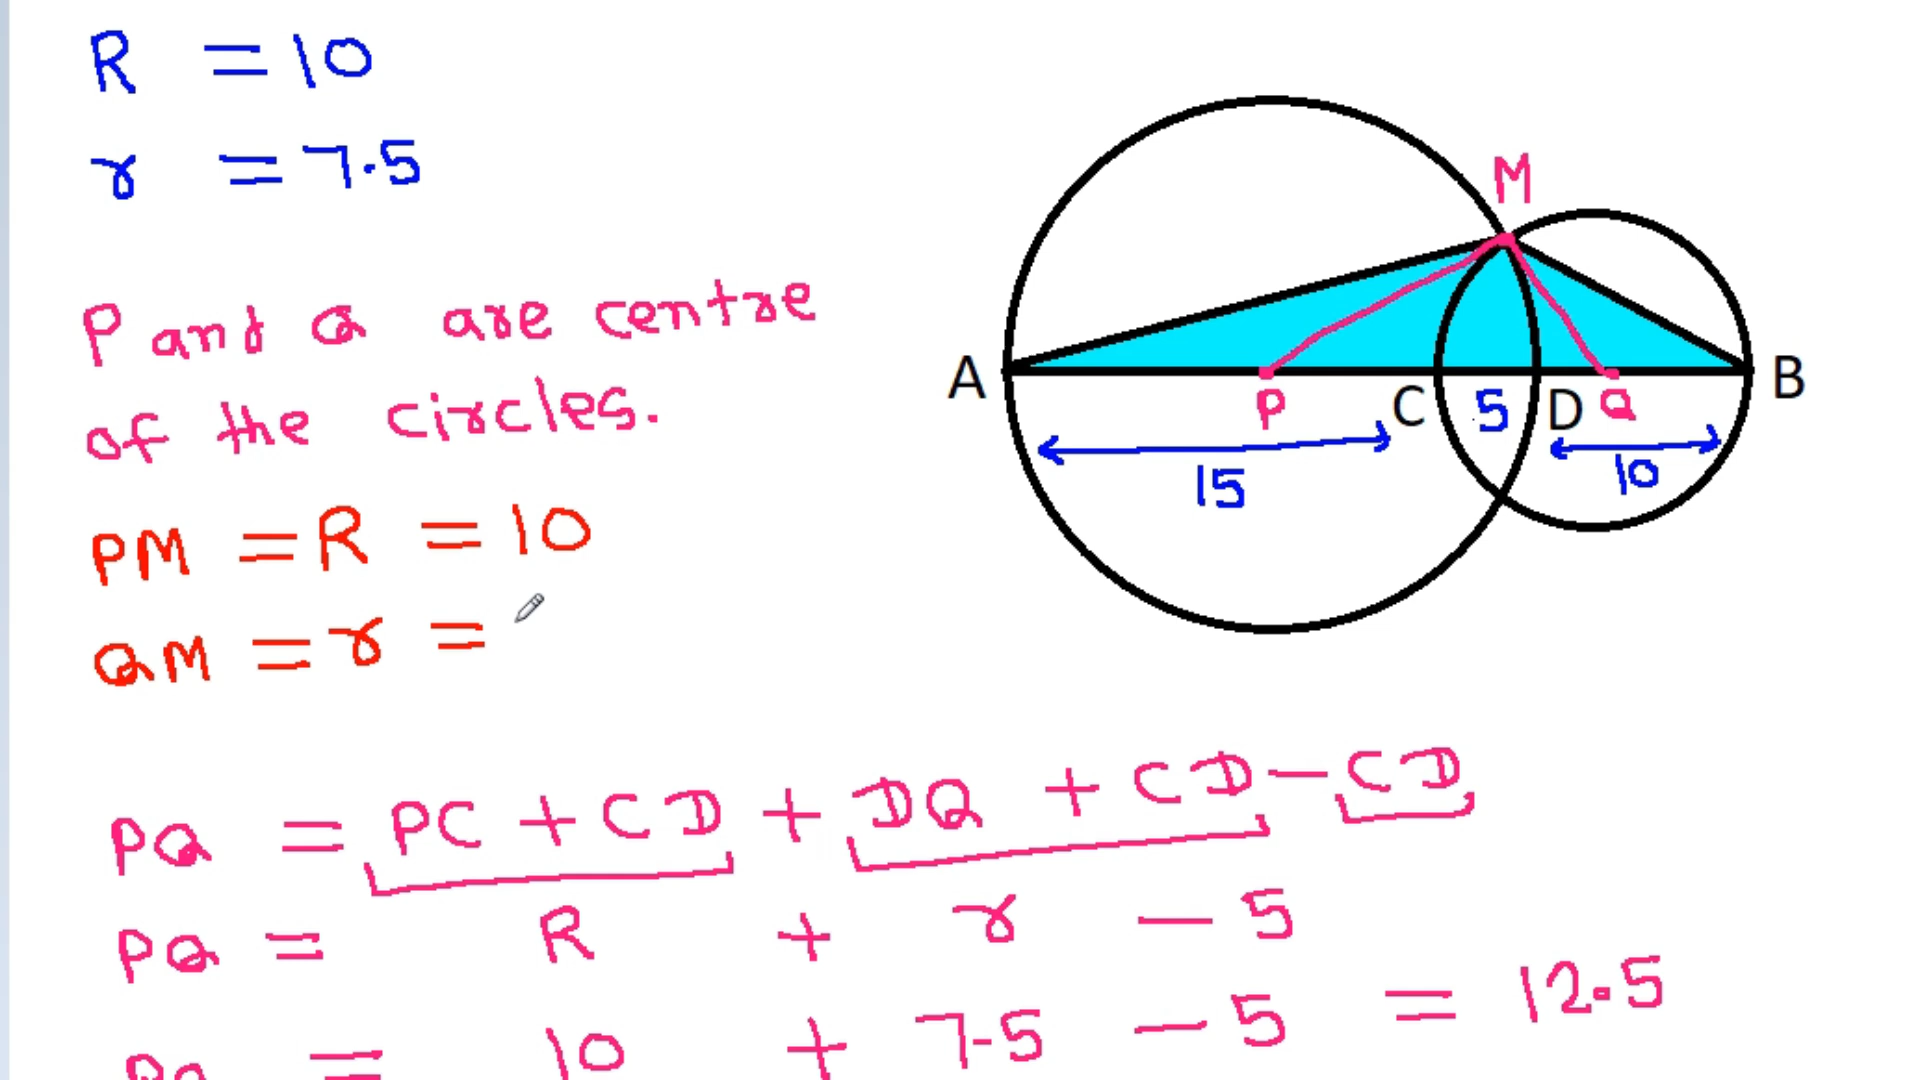 R = 10
r = 7.5
P and Q are centre
of the circles.
PM = R = 10
QM = r =
M
A
P
C
5
D
Q
B
15
10
PQ = PC + CD + DQ + CD - CD
PQ = R + r - 5
PQ = 10 + 7.5 - 5 = 12.5